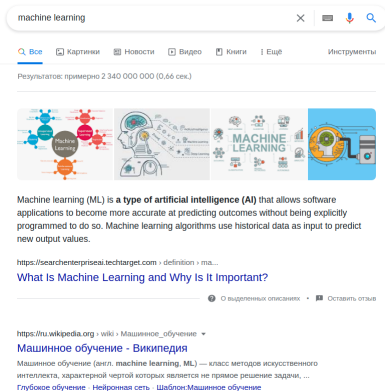 machine learning
Все Картинки Новости Видео Книги Ещё Инструменты
Результатов: примерно 2 340 000 000 (0,66 сек.)
Machine Learning
MACHINE LEARNING
Machine learning (ML) is a type of artificial intelligence (AI) that allows software
applications to become more accurate at predicting outcomes without being explicitly
programmed to do so. Machine learning algorithms use historical data as input to predict
new output values.
https://searchenterpriseai.techtarget.com › definition › ma...
What Is Machine Learning and Why Is It Important?
О выделенных описаниях • Оставить отзыв
https://ru.wikipedia.org › wiki › Машинное_обучение
Машинное обучение - Википедия
Машинное обучение (англ. machine learning, ML) — класс методов искусственного
интеллекта, характерной чертой которых является не прямое решение задачи, ...
Глубокое обучение · Нейронная сеть · Шаблон:Машинное обучение